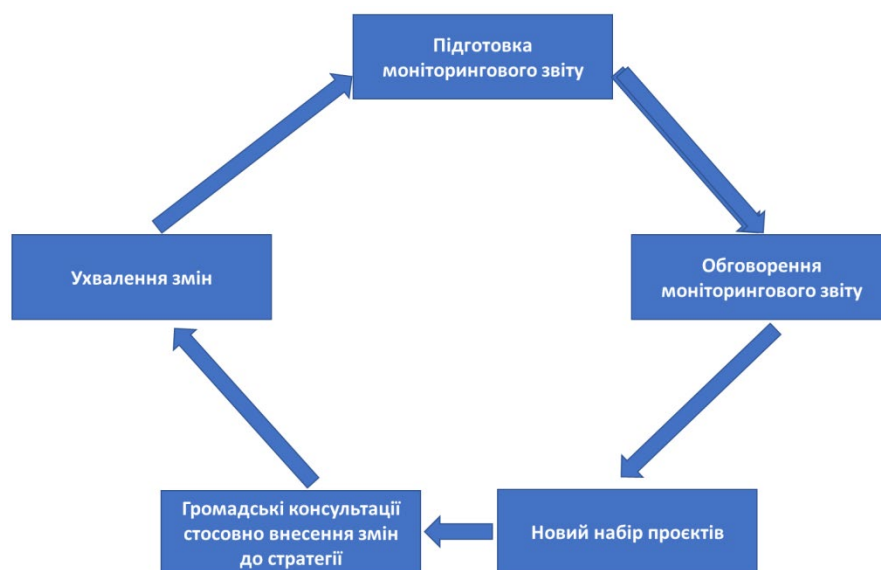 Підготовка
моніторингового звіту
Ухвалення змін
Обговорення
моніторингового звіту
Громадські консультації
стосовно внесення змін
до стратегії
Новий набір проєктів